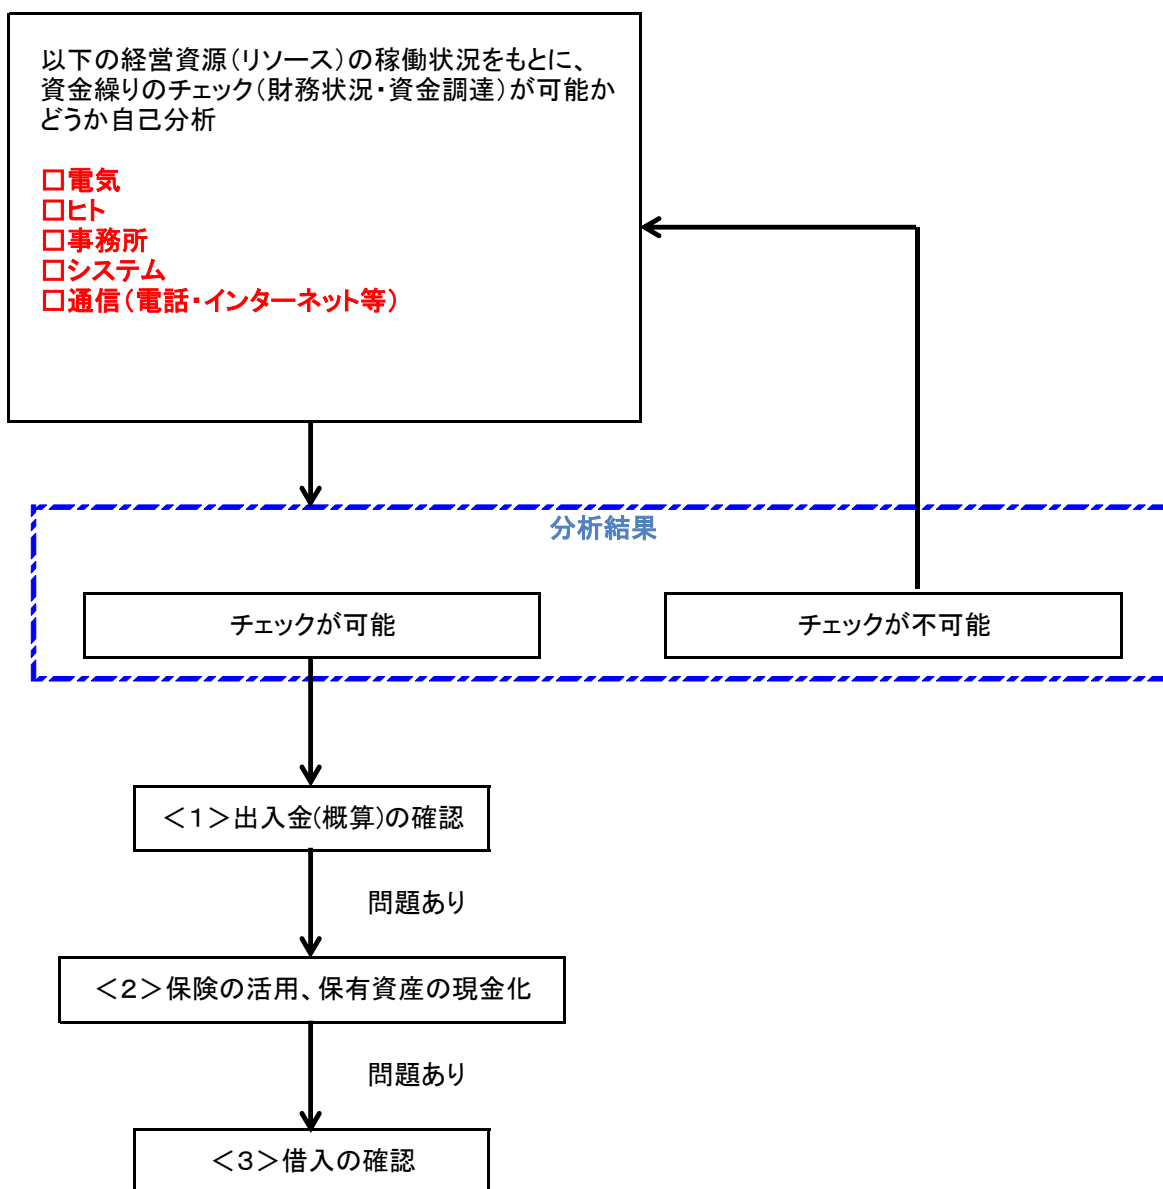 以下の経営資源(リソース)の稼働状況をもとに、
資金繰りのチェック(財務状況・資金調達)が可能か
どうか自己分析
□電気
□ヒト
□事務所
□システム
□通信(電話・インターネット等)
分析結果
チェックが可能
チェックが不可能
<1>出入金(概算)の確認
問題あり
<2>保険の活用、保有資産の現金化
問題あり
<3>借入の確認